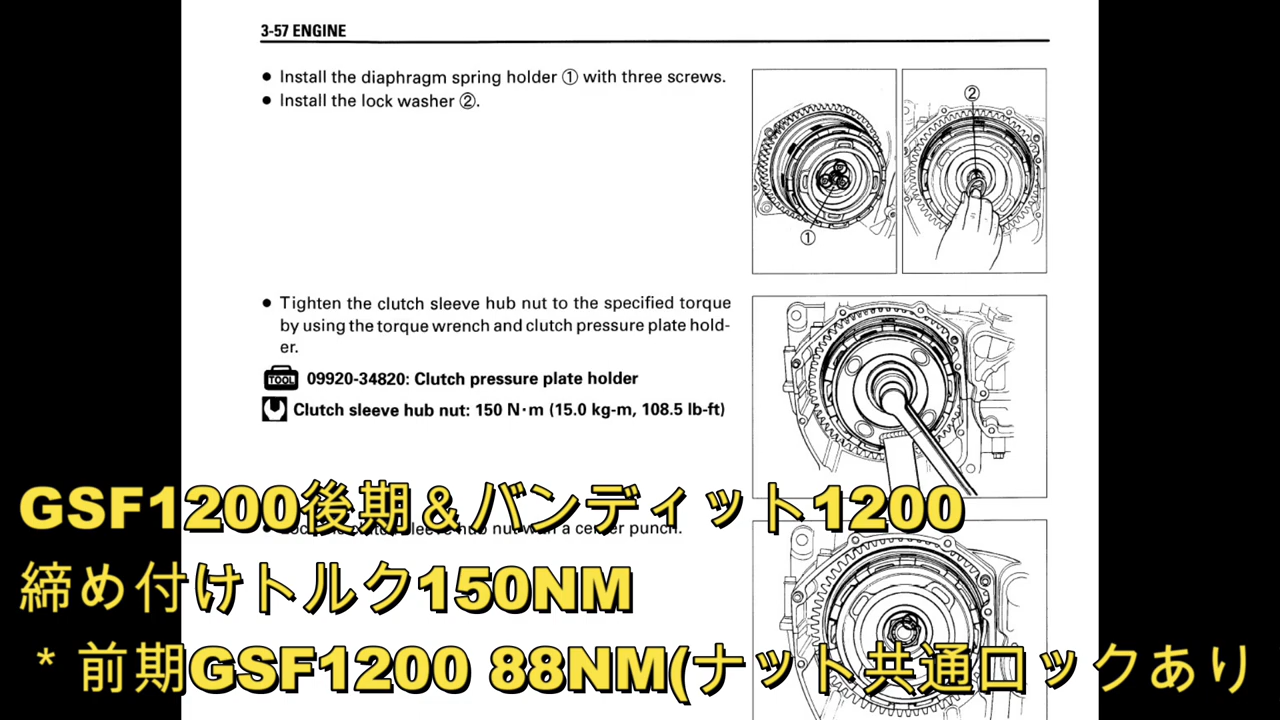 3-57 ENGINE
● Install the diaphragm spring holder ① with three screws.
● Install the lock washer ②.
②
①
● Tighten the clutch sleeve hub nut to the specified torque
by using the torque wrench and clutch pressure plate hold-
er.
TOOL 09920-34820: Clutch pressure plate holder
Clutch sleeve hub nut: 150 N·m (15.0 kg-m, 108.5 lb-ft)
GSF1200後期&バンディット1200
sleeve hub nut with a center punch.
締め付けトルク150NM
*前期GSF1200 88NM(ナット共通ロックあり